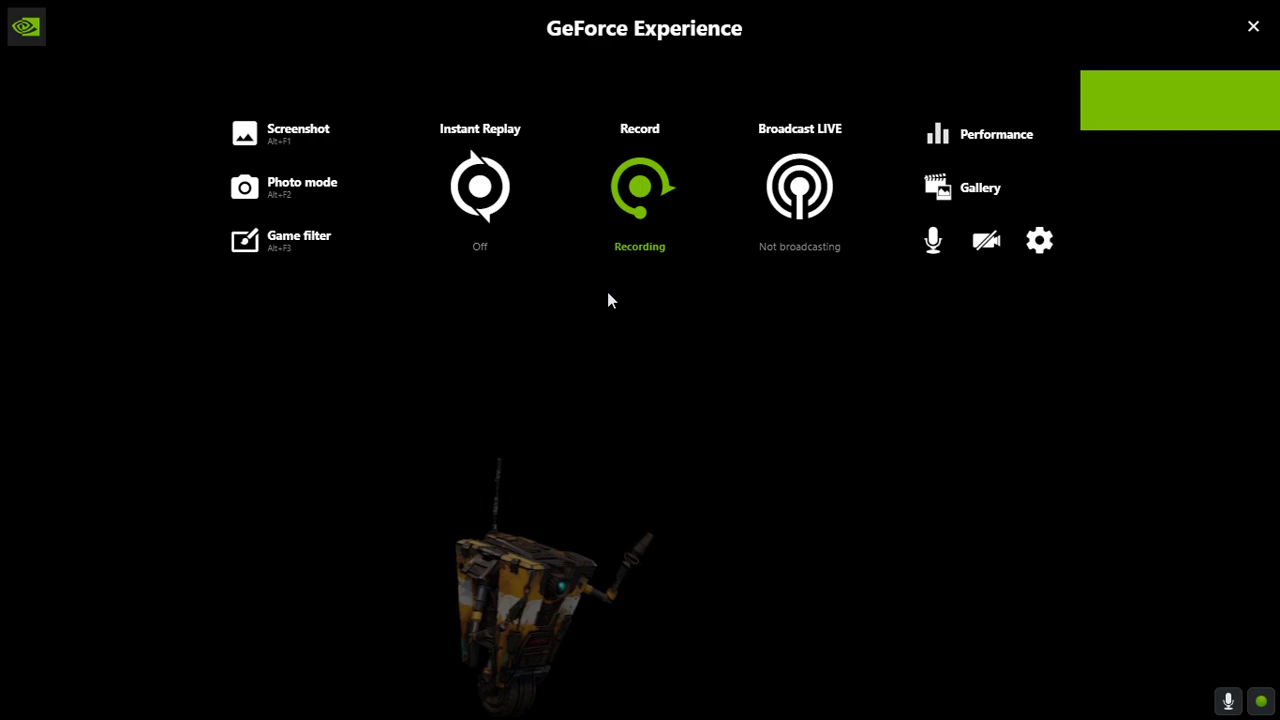 GeForce Experience
Screenshot
Alt+F1
Photo mode
Alt+F2
Game filter
Alt+F3
Instant Replay
Off
Record
Recording
Broadcast LIVE
Not broadcasting
Performance
Gallery